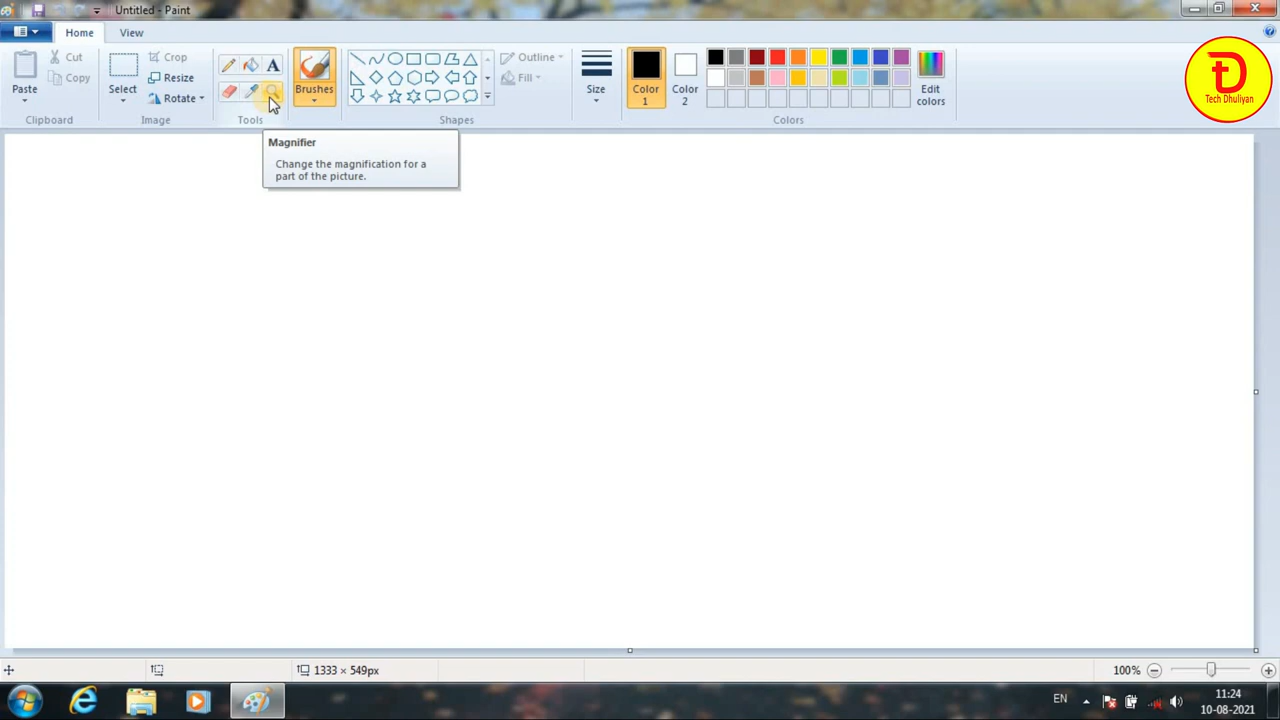 Untitled - Paint
Home
View
Paste
Cut
Copy
Clipboard
Select
Crop
Resize
Rotate
Image
A
Tools
Brushes
Shapes
Outline
Fill
Size
Color 1
Color 2
Colors
Edit colors
Tech Dhuliyan
Magnifier
Change the magnification for a
part of the picture.
1333 × 549px
100%
EN
11:24
10-08-2021